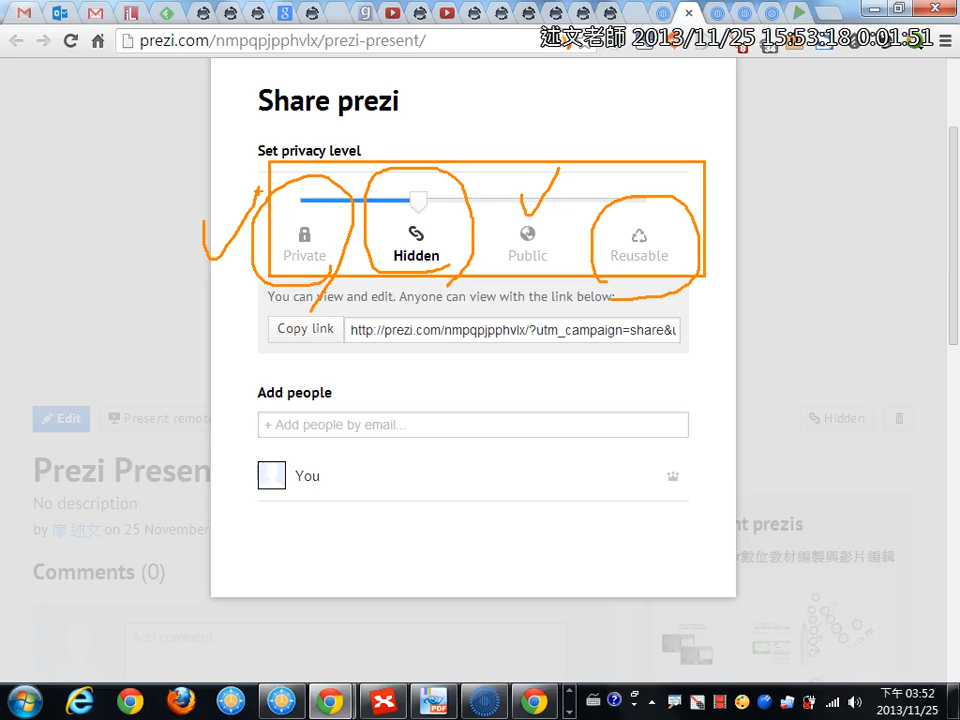 prezi.com/nmpqpjpphvlx/prezi-present/
述文老師 2013/11/25 15:53:18 0:01:51
Share prezi
Set privacy level
Private
Hidden
Public
Reusable
You can view and edit. Anyone can view with the link below:
Copy link
http://prezi.com/nmpqpjpphvlx/?utm_campaign=share&u
Add people
+ Add people by email...
Edit
Present remote
Hidden
Prezi Presen
You
No description
by 廖 述文 on 25 November
nt prezis
數位教材編製與影片編輯
Comments (0)
Add comment
下午 03:52
2013/11/25